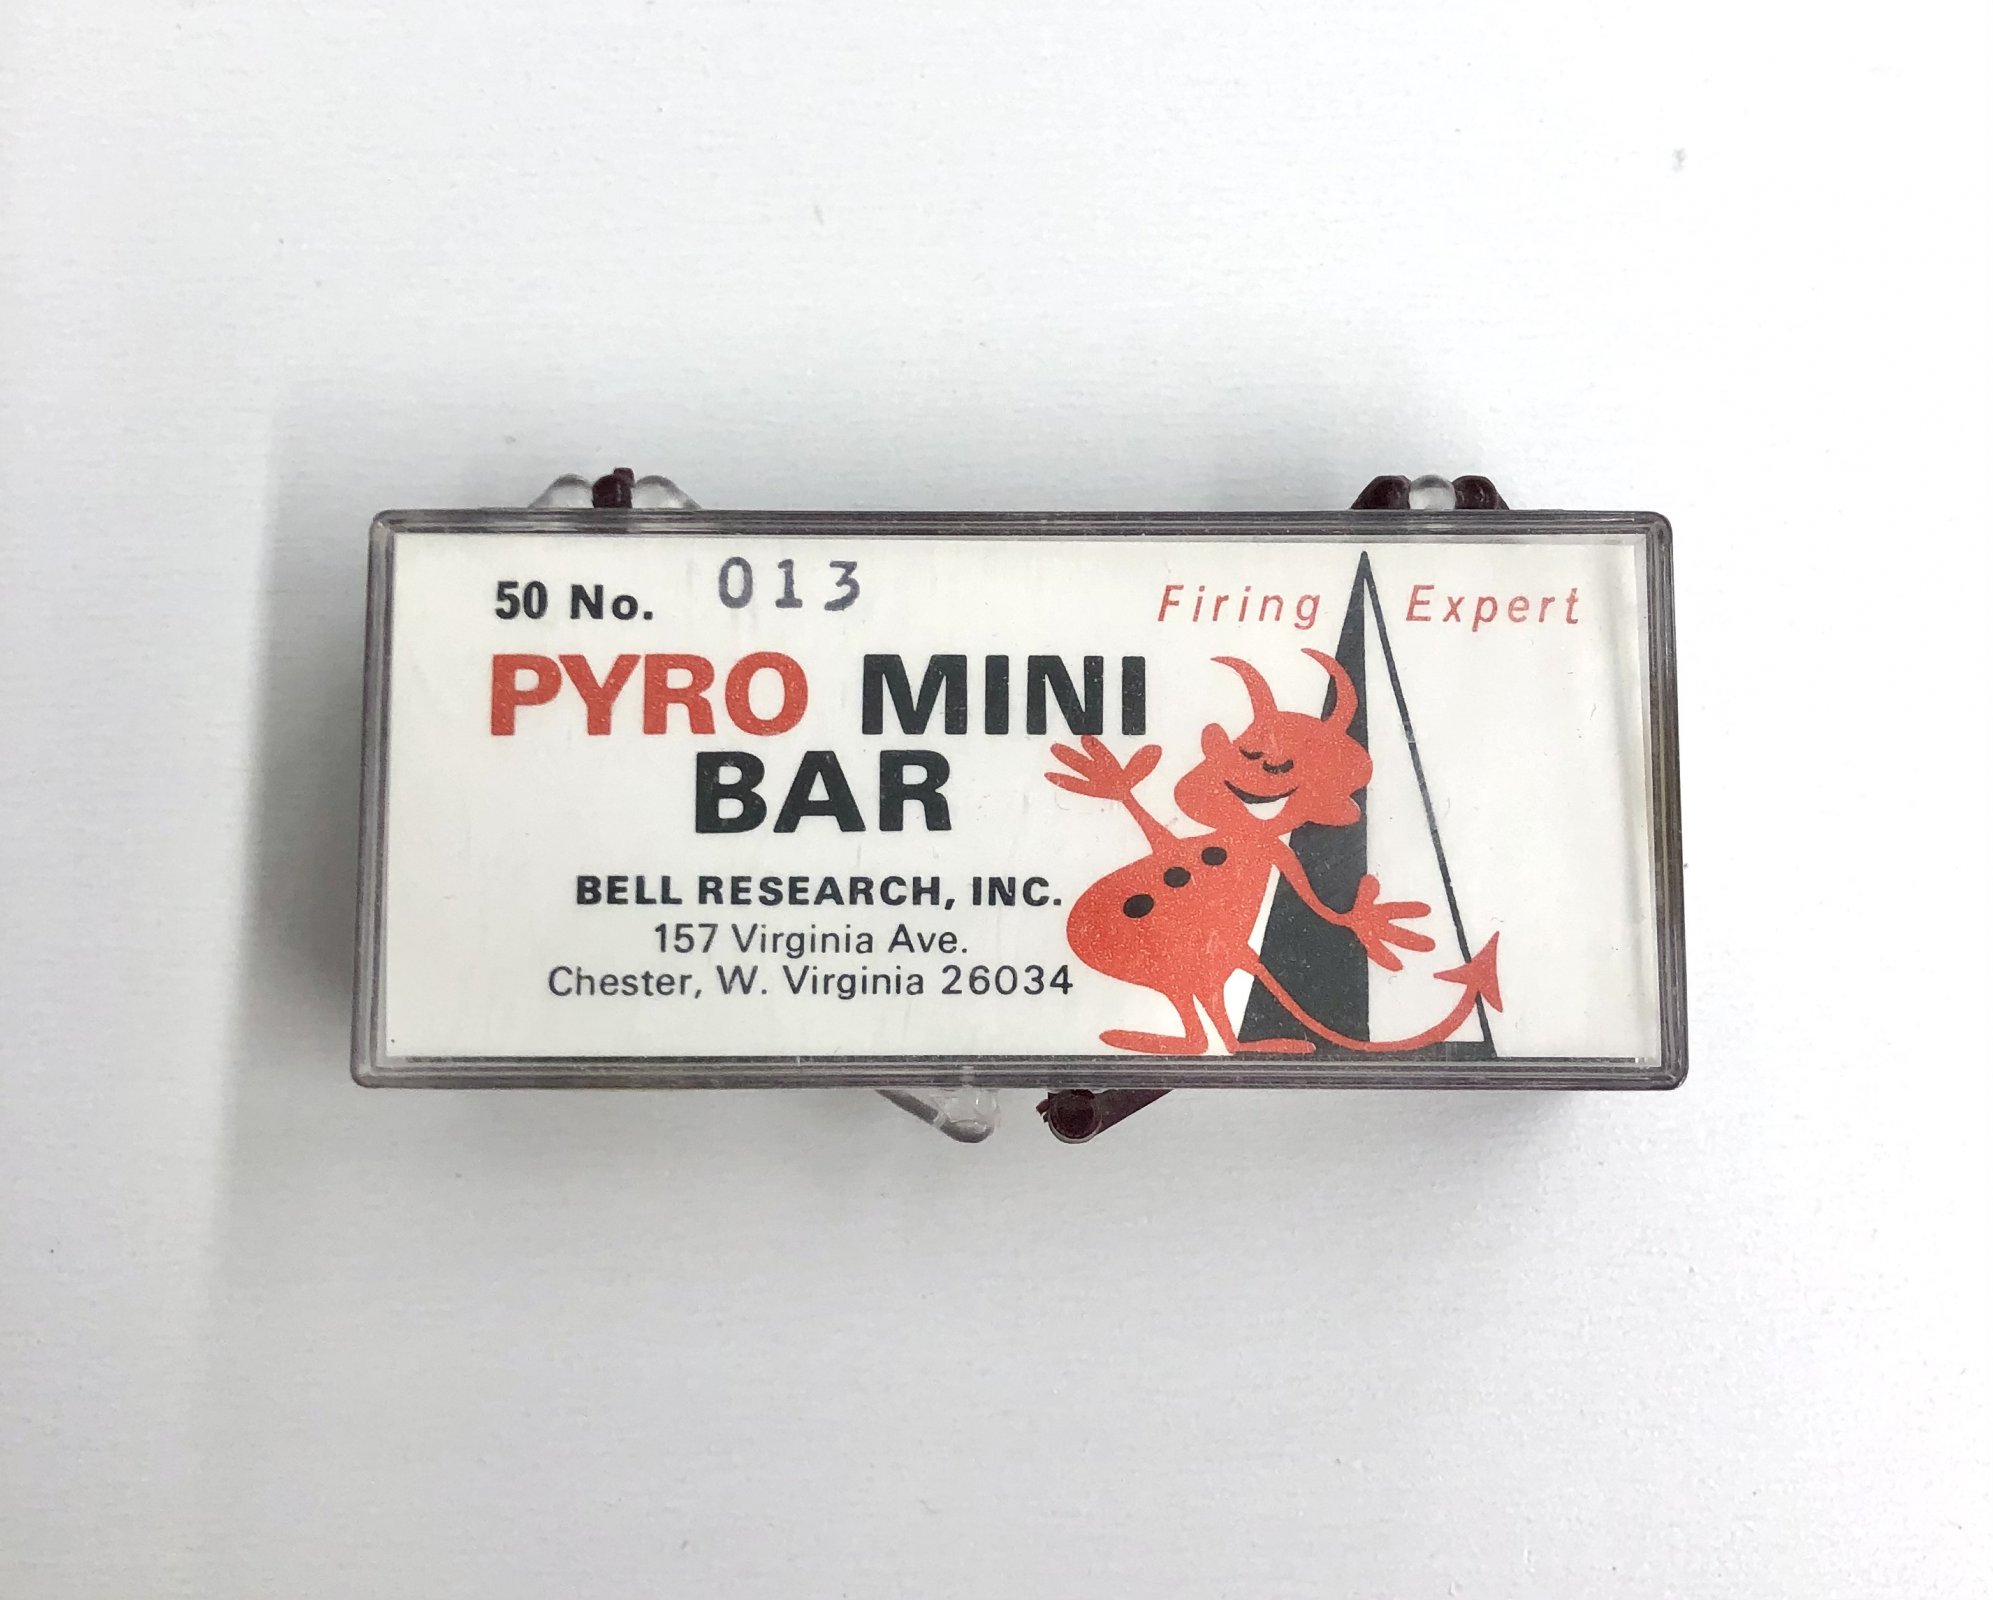 50 No. 013
Firing Expert
PYRO MINI
BAR
BELL RESEARCH, INC.
157 Virginia Ave.
Chester, W. Virginia 26034